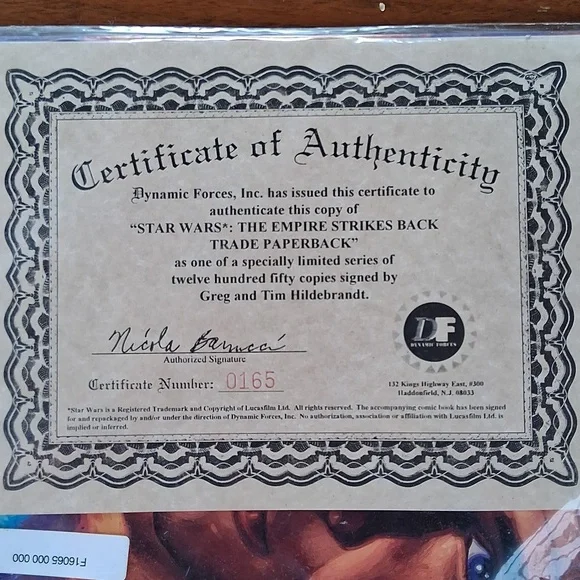 Certificate of Authenticity
Dynamic Forces, Inc. has issued this certificate to
authenticate this copy of
"STAR WARS*: THE EMPIRE STRIKES BACK
TRADE PAPERBACK"
as one of a specially limited series of
twelve hundred fifty copies signed by
Greg and Tim Hildebrandt.
Nicola Barrucci
Authorized Signature
DF
DYNAMIC FORCES
Certificate Number: 0165
132 Kings Highway East, #300
Haddonfield, N.J. 08033
*Star Wars is a Registered Trademark and Copyright of Lucasfilm Ltd. All rights reserved. The accompanying comic book has been signed
for and repackaged by and/or under the direction of Dynamic Forces, Inc. No authorization, association or affiliation with Lucasfilm Ltd. is
implied or inferred.
F16065 000 000